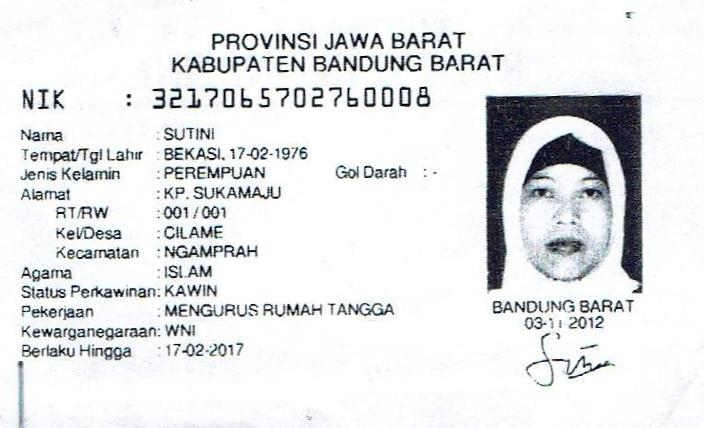 PROVINSI JAWA BARAT
KABUPATEN BANDUNG BARAT
NIK : 3217065702760008
Nama : SUTINI
Tempat/Tgl Lahir : BEKASI, 17-02-1976
Jenis Kelamin : PEREMPUAN Gol Darah : -
Alamat : KP. SUKAMAJU
RT/RW : 001 / 001
Kel/Desa : CILAME
Kecamatan : NGAMPRAH
Agama : ISLAM
Status Perkawinan: KAWIN
Pekerjaan : MENGURUS RUMAH TANGGA
Kewarganegaraan: WNI
Berlaku Hingga : 17-02-2017
BANDUNG BARAT
03-11-2012